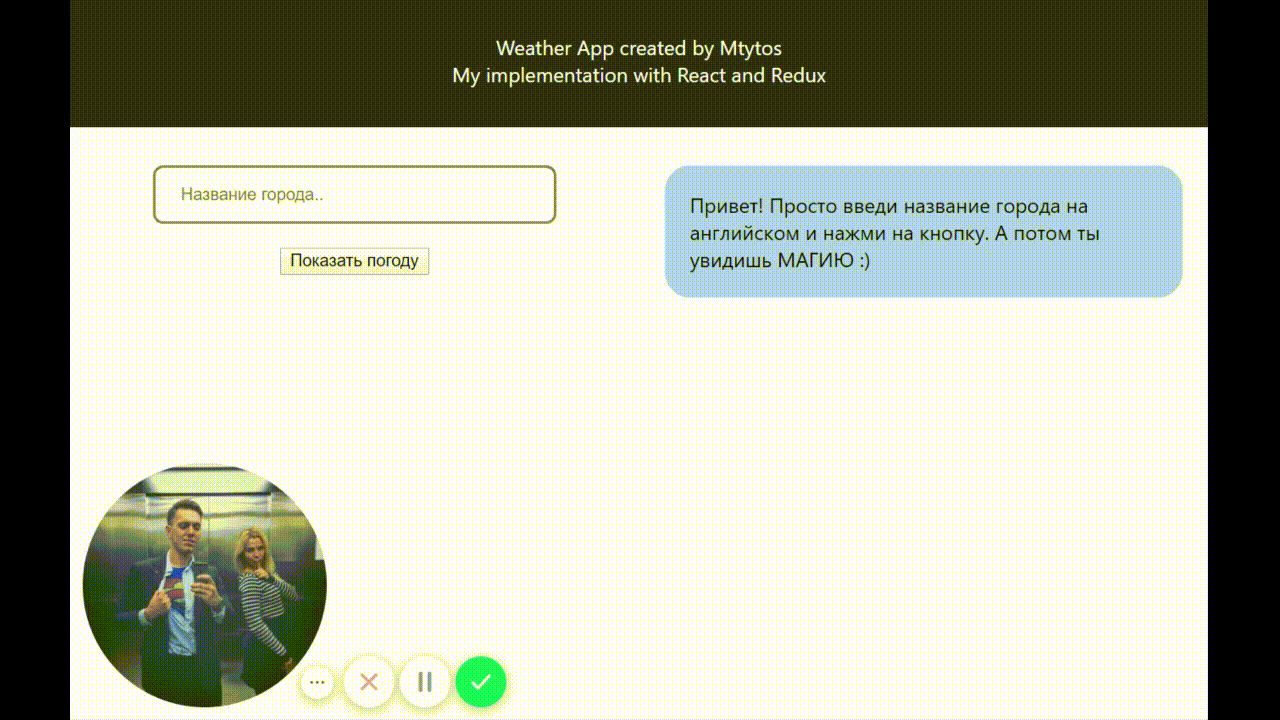 Weather App created by Mtytos
My implementation with React and Redux
Название города..
Показать погоду
Привет! Просто введи название города на
английском и нажми на кнопку. А потом ты
увидишь МАГИЮ :)